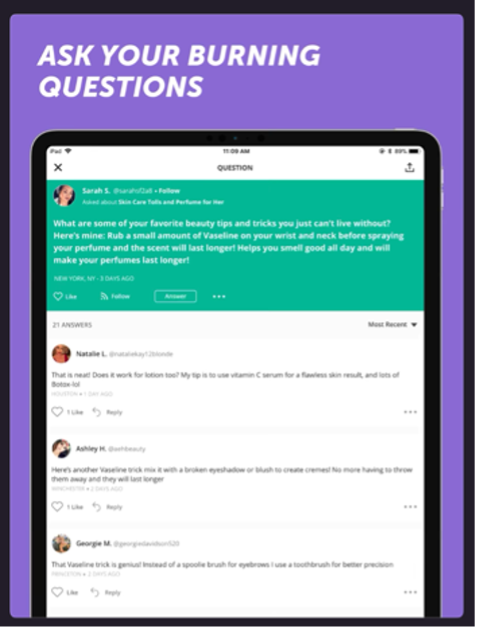 ASK YOUR BURNING
QUESTIONS
iPad 11:09 AM 89%
QUESTION
Sarah S. @sarahsf2all • Follow
Asked about Skin Care Tolls and Perfume for Her
What are some of your favorite beauty tips and tricks you just can't live without?
Here's mine: Rub a small amount of Vaseline on your wrist and neck before spraying
your perfume and the scent will last longer! Helps you smell good all day and will
make your perfumes last longer!
NEW YORK, NY - 3 DAYS AGO
Like Follow Answer
21 ANSWERS Most Recent
Natalie L. @nataliekay12blonde
That is neat! Does it work for lotion too? My tip is to use vitamin C serum for a flawless skin result, and lots of
Botox-lol
HOUSTON • 1 DAY AGO
1 Like Reply
Ashley H. @aehbeauty
Here's another Vaseline trick mix it with a broken eyeshadow or blush to create cremes! No more having to throw
them away and they will last longer
WINCHESTER • 2 DAYS AGO
1 Like Reply
Georgie M. @georgiedavidson520
That Vaseline trick is genius! Instead of a spoolie brush for eyebrows I use a toothbrush for better precision
PRINCETON • 2 DAYS AGO
Like Reply